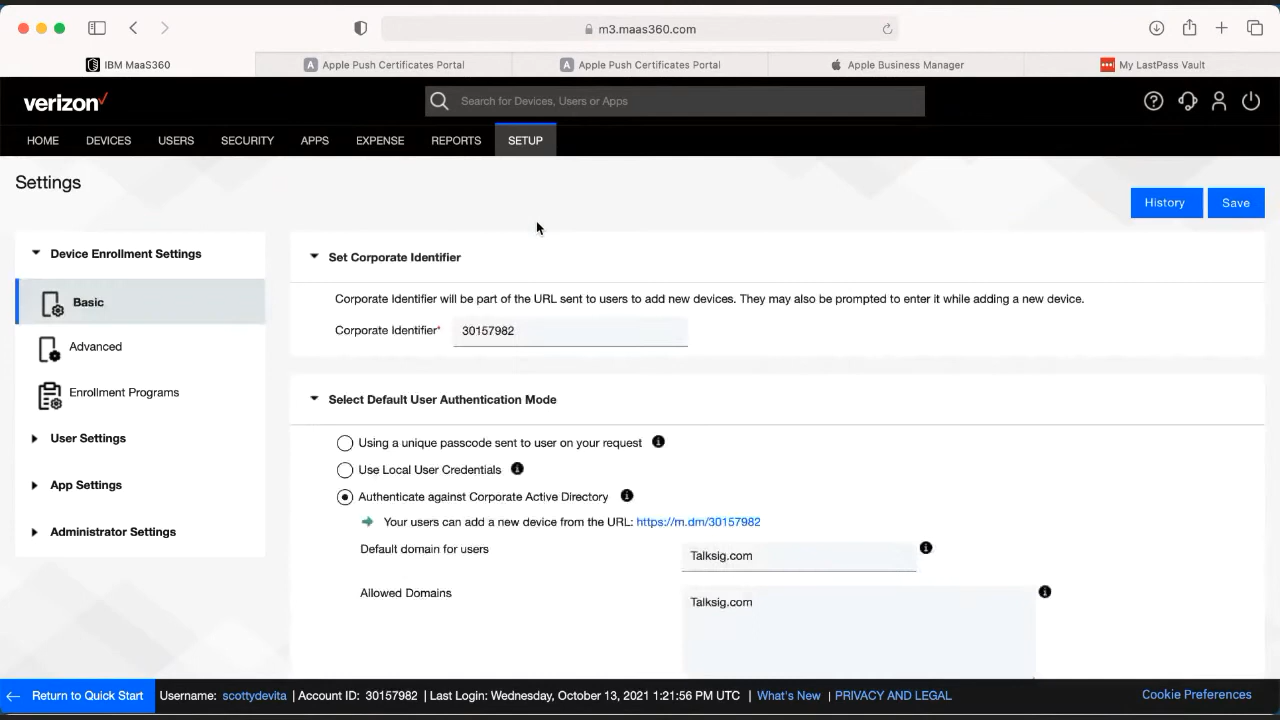 m3.maas360.com
IBM MaaS360
Apple Push Certificates Portal
Apple Push Certificates Portal
Apple Business Manager
My LastPass Vault
verizon
Search for Devices, Users or Apps
HOME DEVICES USERS SECURITY APPS EXPENSE REPORTS SETUP
Settings
History Save
Device Enrollment Settings
Basic
Advanced
Enrollment Programs
User Settings
App Settings
Administrator Settings
Set Corporate Identifier
Corporate Identifier will be part of the URL sent to users to add new devices. They may also be prompted to enter it while adding a new device.
Corporate Identifier* 30157982
Select Default User Authentication Mode
Using a unique passcode sent to user on your request
Use Local User Credentials
Authenticate against Corporate Active Directory
Your users can add a new device from the URL: https://m.dm/30157982
Default domain for users Talksig.com
Allowed Domains Talksig.com
Return to Quick Start Username: scottydevita | Account ID: 30157982 | Last Login: Wednesday, October 13, 2021 1:21:56 PM UTC | What's New | PRIVACY AND LEGAL Cookie Preferences